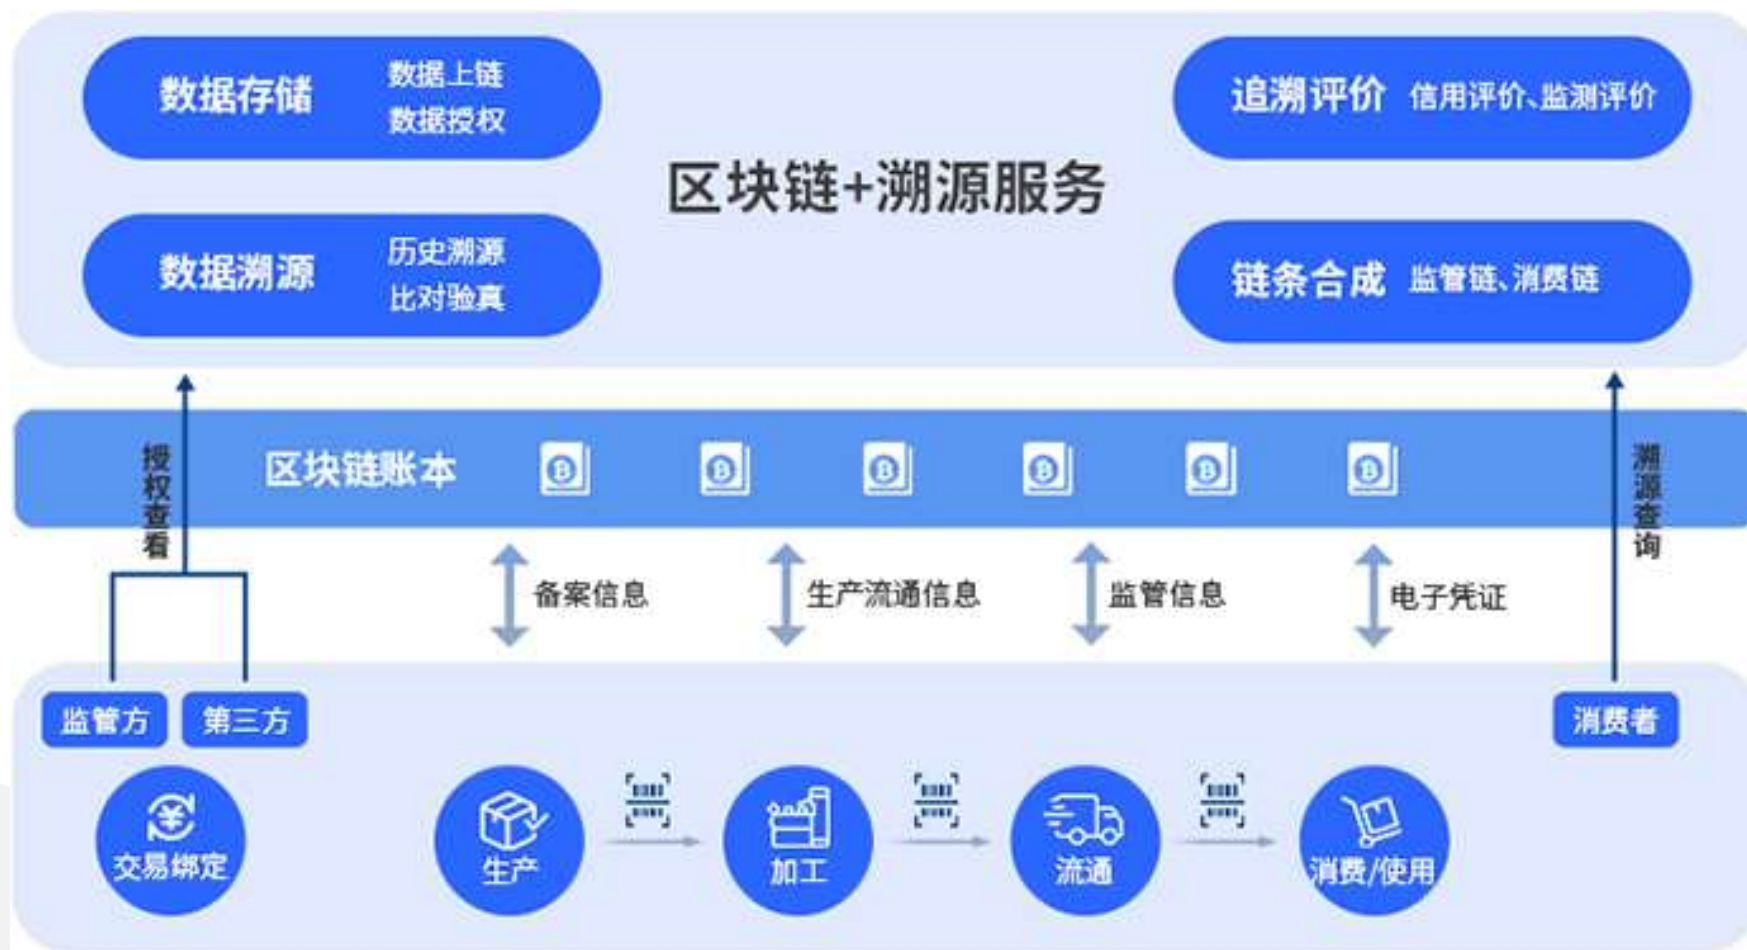 数据存储
数据上链
数据授权
追溯评价
信用评价、监测评价
区块链+溯源服务
数据溯源
历史溯源
比对验真
链条合成
监管链、消费链
授权查看
区块链账本
溯源查询
备案信息
生产流通信息
监管信息
电子凭证
监管方
第三方
消费者
交易绑定
生产
加工
流通
消费/使用